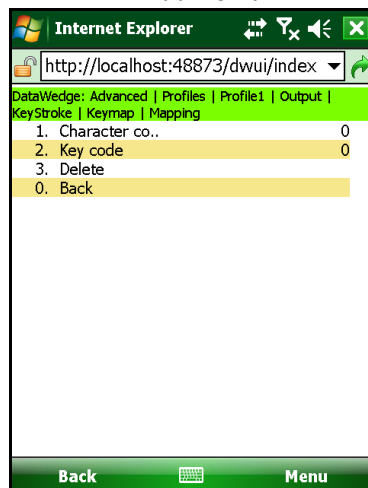 Internet Explorer
http://localhost:48873/dwui/index
DataWedge: Advanced | Profiles | Profile1 | Output |
KeyStroke | Keymap | Mapping
1. Character co.. 0
2. Key code 0
3. Delete
0. Back
Back Menu